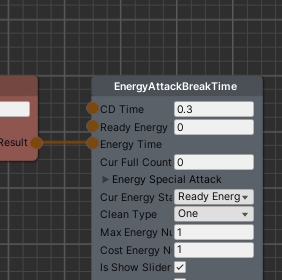 EnergyAttackBreakTime
CD Time 0.3
Ready Energy 0
Result
Energy Time
Cur Full Count 0
Energy Special Attack
Cur Energy Sta Ready Energ
Clean Type One
Max Energy Nu 1
Cost Energy N 1
Is Show Slider